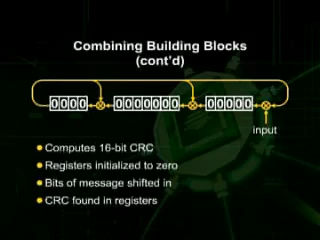 Combining Building Blocks
(cont'd)
0000 0000000 00000
input
Computes 16-bit CRC
Registers initialized to zero
Bits of message shifted in
CRC found in registers